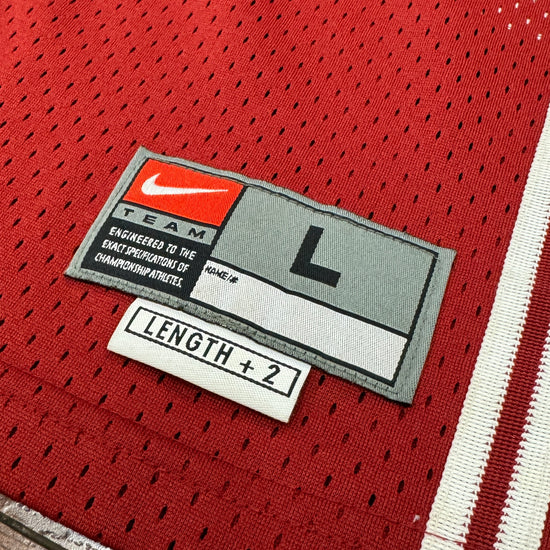 TEAM
ENGINEERED TO THE
EXACT SPECIFICATIONS OF
CHAMPIONSHIP ATHLETES.
L
NAME/#
LENGTH + 2